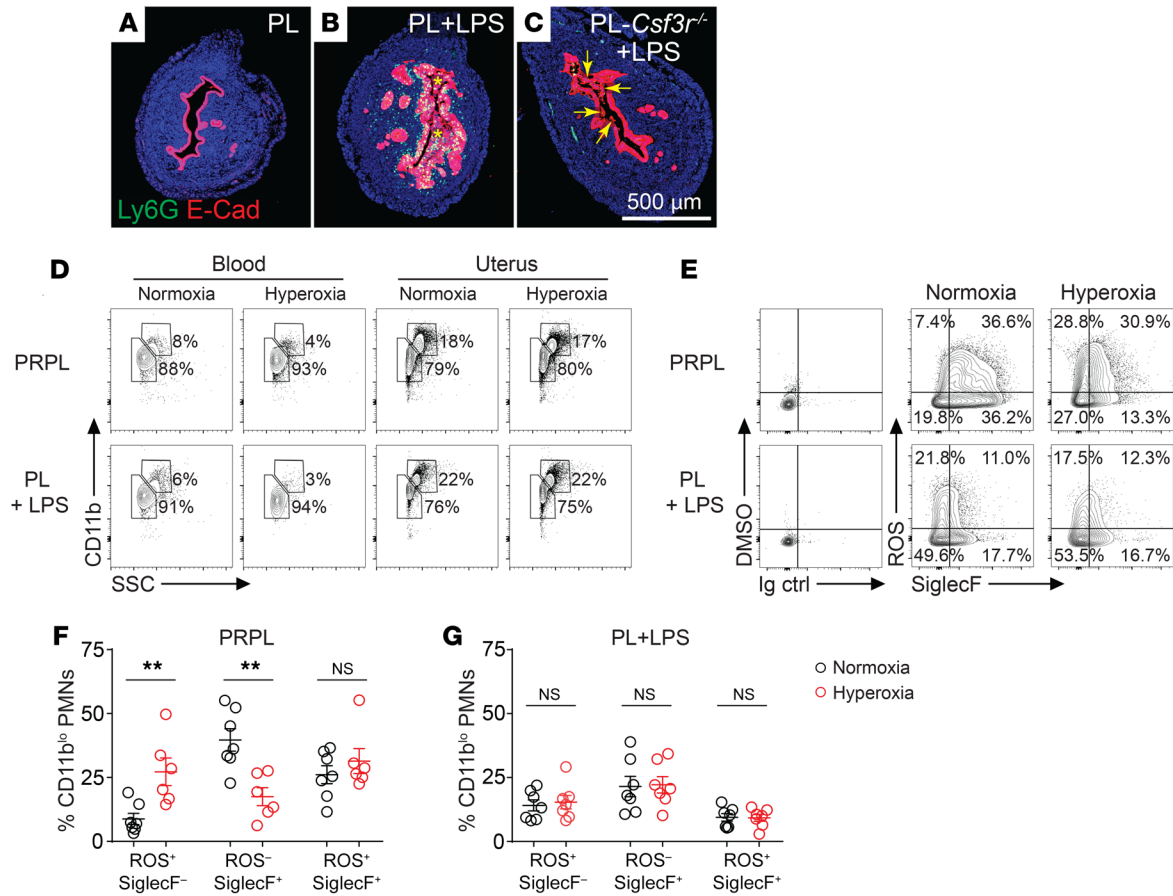 A PL
B PL+LPS
C PL-Csf3r-/-
+LPS
Ly6G E-Cad
500 µm
D Blood Uterus
Normoxia Hyperoxia Normoxia Hyperoxia
PRPL
8% 4% 18% 17%
88% 93% 79% 80%
PL
+ LPS
6% 3% 22% 22%
91% 94% 76% 75%
CD11b
SSC
E Normoxia Hyperoxia
PRPL
7.4% 36.6% 28.8% 30.9%
19.8% 36.2% 27.0% 13.3%
PL
+ LPS
21.8% 11.0% 17.5% 12.3%
49.6% 17.7% 53.5% 16.7%
DMSO ROS
Ig ctrl SiglecF
F PRPL
** ** NS
75
50
25
0
% CD11blo PMNs
ROS+ ROS− ROS+
SiglecF− SiglecF+ SiglecF+
G PL+LPS
NS NS NS
75
50
25
0
% CD11blo PMNs
ROS+ ROS− ROS+
SiglecF− SiglecF+ SiglecF+
Normoxia
Hyperoxia